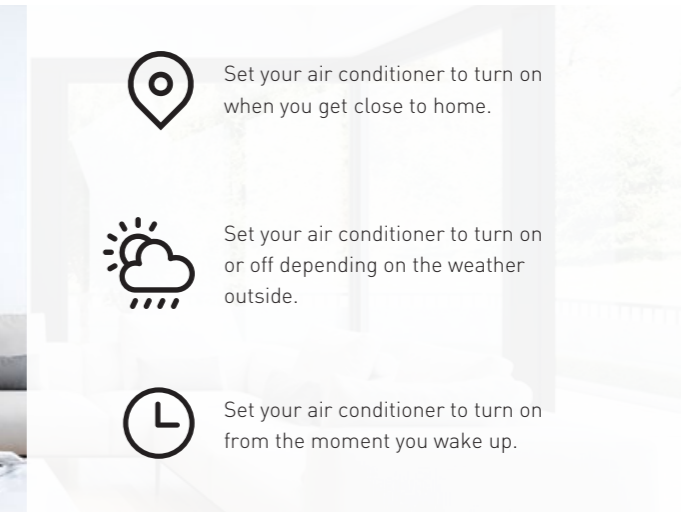 Set your air conditioner to turn on
when you get close to home.
Set your air conditioner to turn on
or off depending on the weather
outside.
Set your air conditioner to turn on
from the moment you wake up.